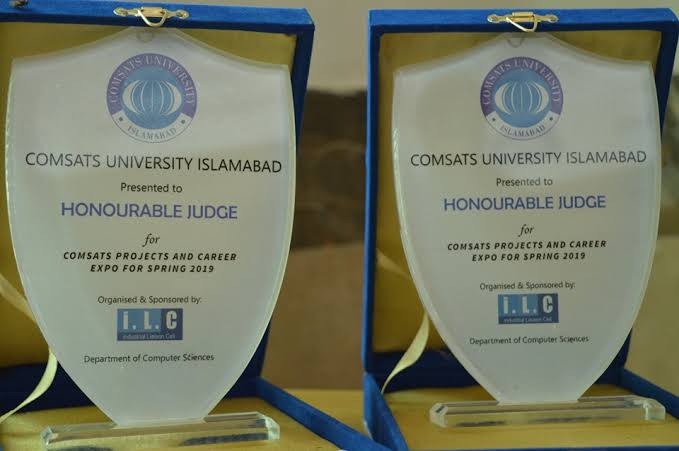 COMSATS UNIVERSITY
ISLAMABAD
COMSATS UNIVERSITY ISLAMABAD
Presented to
HONOURABLE JUDGE
for
COMSATS PROJECTS AND CAREER
EXPO FOR SPRING 2019
Organised & Sponsored by:
I. L. C
Industrial Liaison Cell
Department of Computer Sciences
COMSATS UNIVERSITY
ISLAMABAD
COMSATS UNIVERSITY ISLAMABAD
Presented to
HONOURABLE JUDGE
for
COMSATS PROJECTS AND CAREER
EXPO FOR SPRING 2019
Organised & Sponsored by:
I. L. C
Industrial Liaison Cell
Department of Computer Sciences